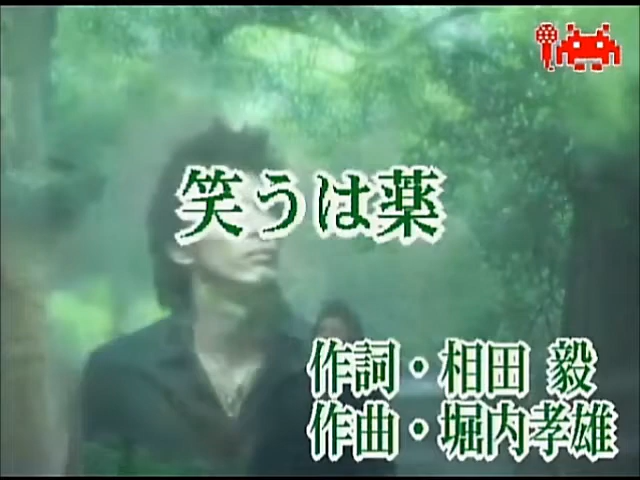 笑うは薬
作詞・相田 毅
作曲・堀内孝雄